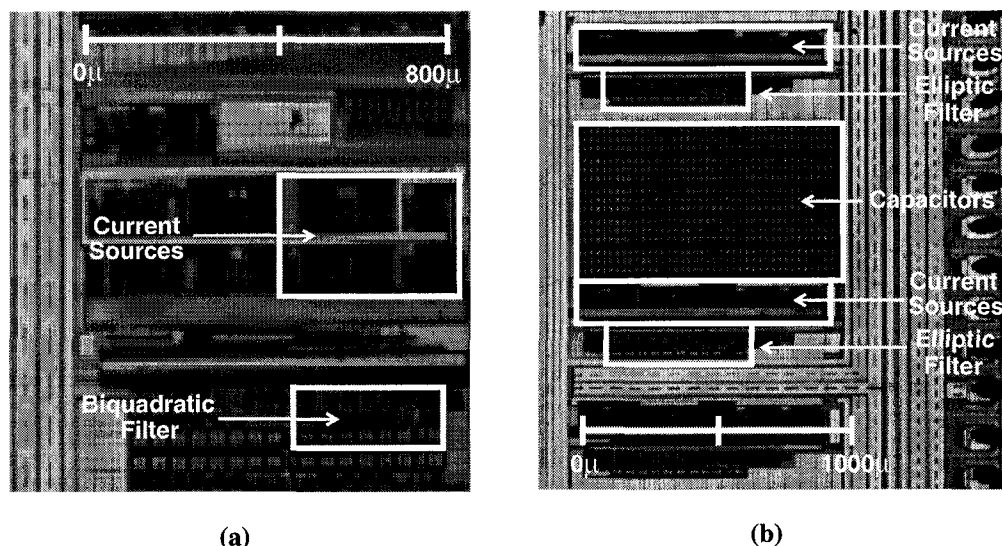 0μ
800μ
Current
Sources
Biquadratic
Filter
(a)
Current
Sources
Elliptic
Filter
Capacitors
Current
Sources
Elliptic
Filter
0μ
1000μ
(b)